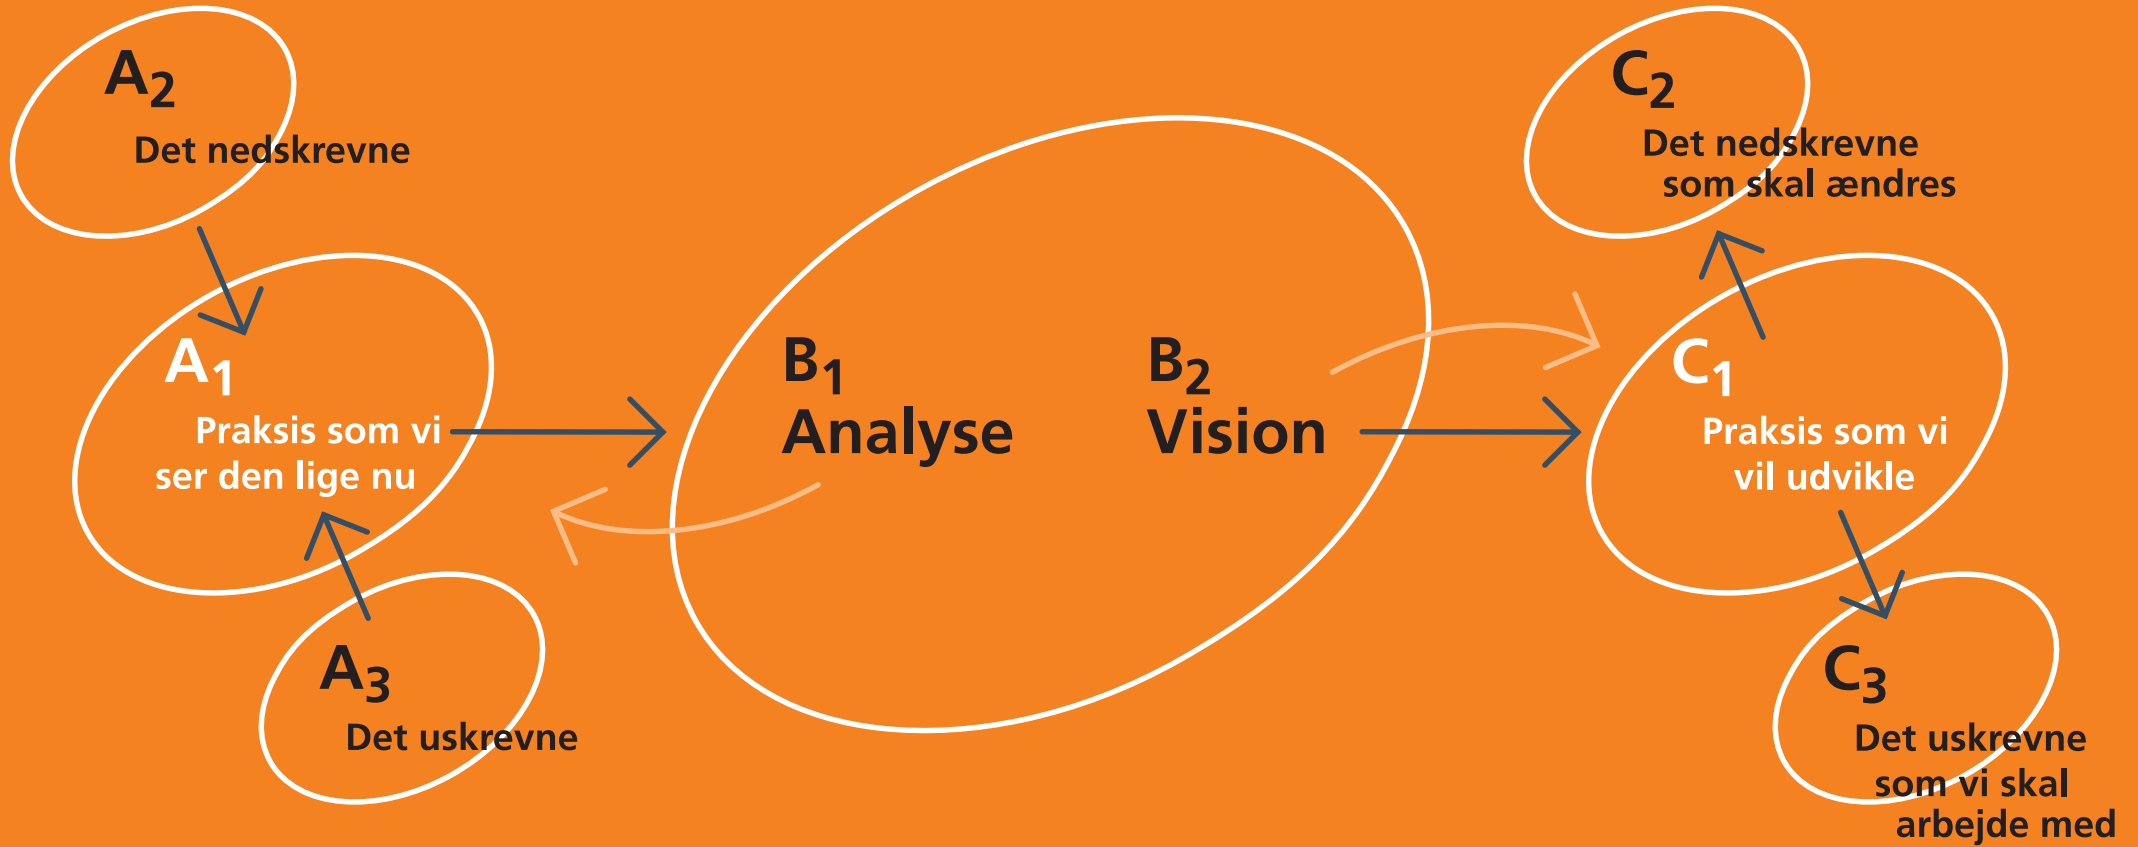 A2
Det nedskrevne
A1
Praksis som vi
ser den lige nu
A3
Det uskrevne
B1
Analyse
B2
Vision
C2
Det nedskrevne
som skal ændres
C1
Praksis som vi
vil udvikle
C3
Det uskrevne
som vi skal
arbejde med